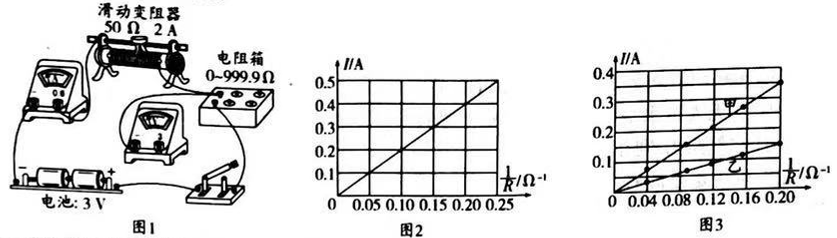 滑动变阻器
50 Ω 2 A
电阻箱
0~999.9 Ω
电池: 3 V
图1
I/A
0.5
0.4
0.3
0.2
0.1
0 0.05 0.10 0.15 0.20 0.25
1/R/Ω⁻¹
图2
I/A
0.4
0.3
0.2
0.1
甲
乙
0 0.04 0.08 0.12 0.16 0.20
1/R/Ω⁻¹
图3